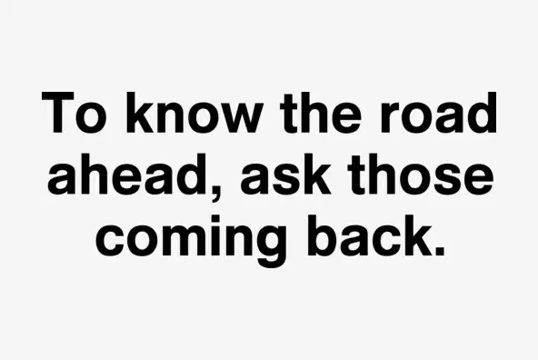 To know the road
ahead, ask those
coming back.